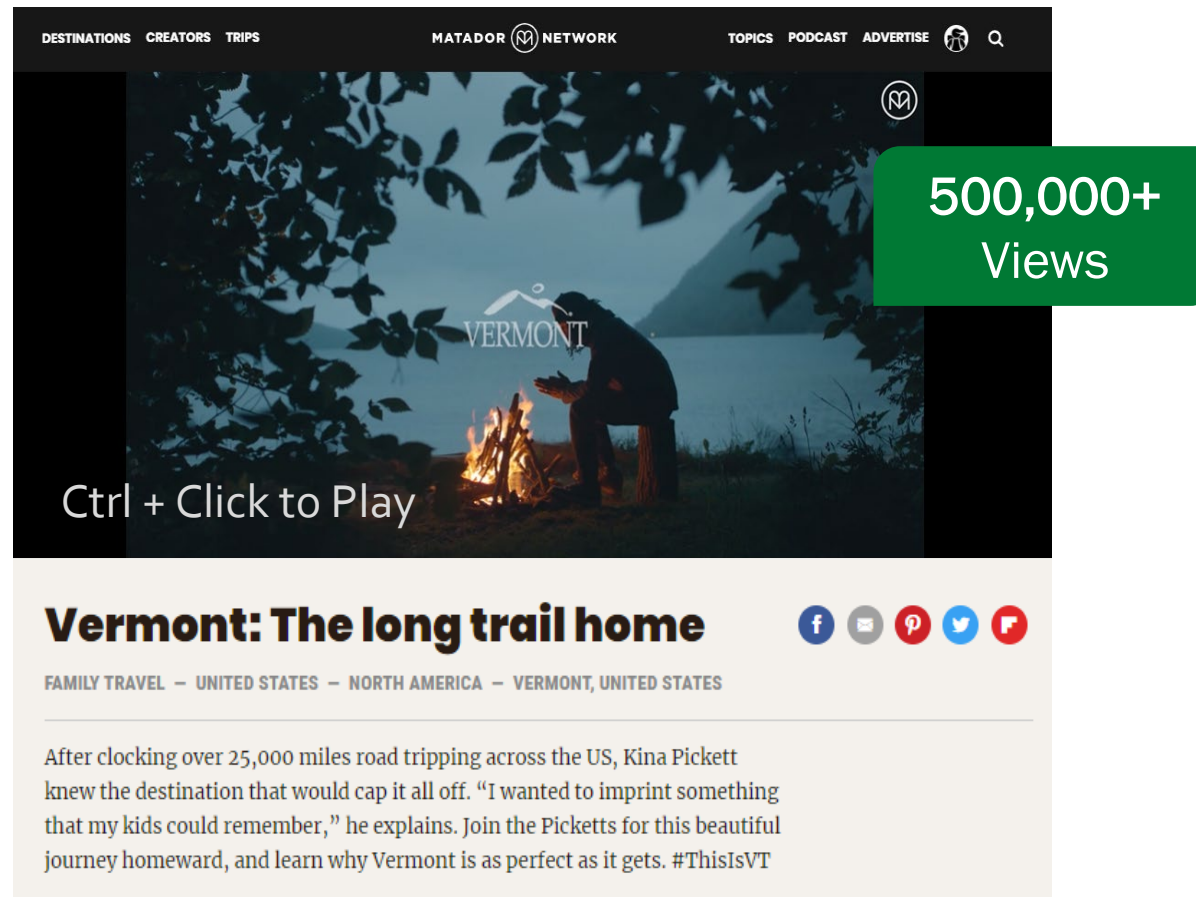 DESTINATIONS CREATORS TRIPS MATADOR NETWORK TOPICS PODCAST ADVERTISE
500,000+
Views
VERMONT
Ctrl + Click to Play
Vermont: The long trail home
FAMILY TRAVEL — UNITED STATES — NORTH AMERICA — VERMONT, UNITED STATES
After clocking over 25,000 miles road tripping across the US, Kina Pickett
knew the destination that would cap it all off. “I wanted to imprint something
that my kids could remember,” he explains. Join the Picketts for this beautiful
journey homeward, and learn why Vermont is as perfect as it gets. #ThisIsVT